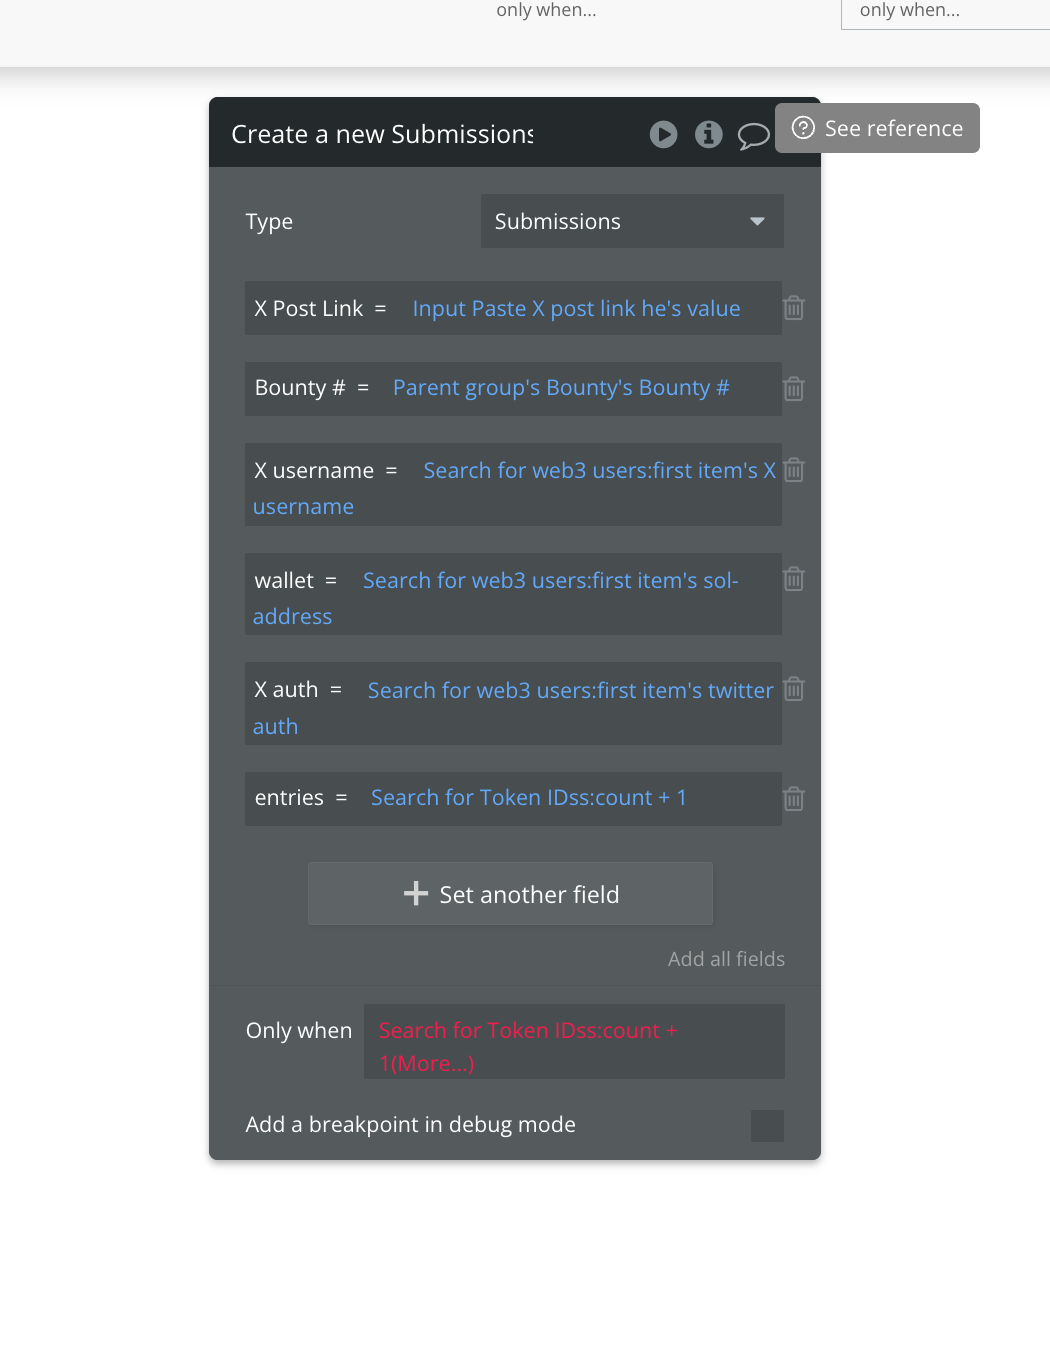 only when...
only when...
Create a new Submissions
See reference
Type
Submissions
X Post Link = Input Paste X post link he's value
Bounty # = Parent group's Bounty's Bounty #
X username = Search for web3 users:first item's X
username
wallet = Search for web3 users:first item's sol-
address
X auth = Search for web3 users:first item's twitter
auth
entries = Search for Token IDss:count + 1
Set another field
Add all fields
Only when Search for Token IDss:count +
1(More...)
Add a breakpoint in debug mode